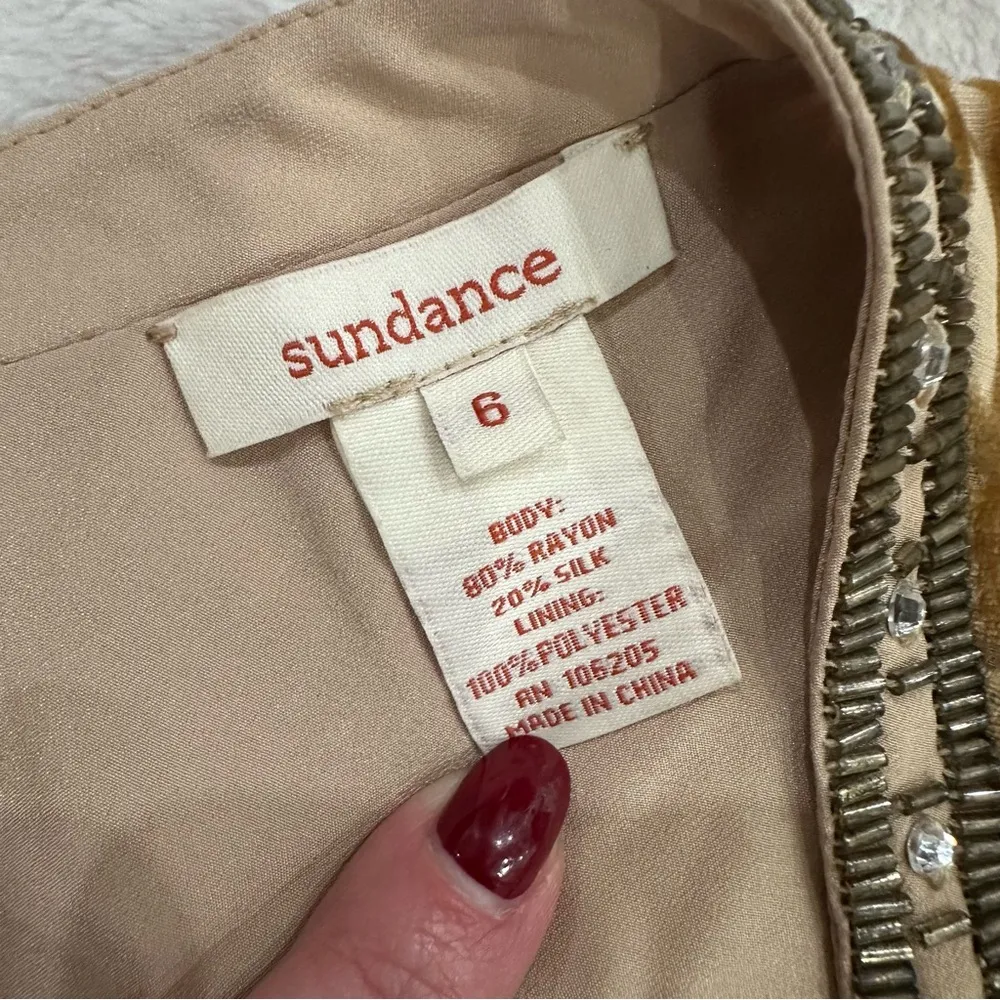 sundance
6
BODY:
80% RAYON
20% SILK
LINING:
100% POLYESTER
RN 106205
MADE IN CHINA